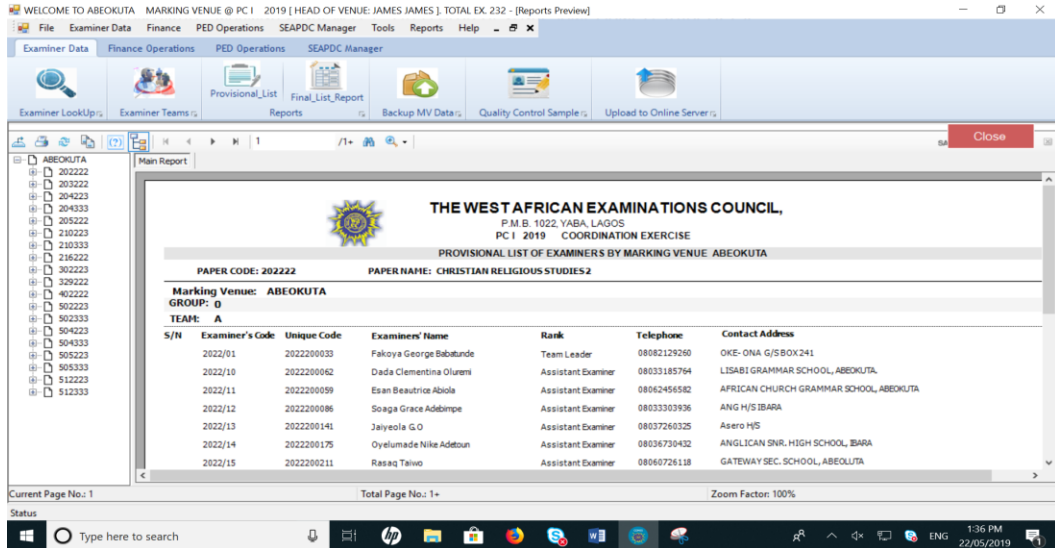 WELCOME TO ABEOKUTA MARKING VENUE @ PC I 2019 [ HEAD OF VENUE: JAMES JAMES ]. TOTAL EX. 232 - [Reports Preview]
File Examiner Data Finance PED Operations SEAPDC Manager Tools Reports Help
Examiner Data Finance Operations PED Operations SEAPDC Manager
Provisional_List Final_List_Report
Examiner LookUp Examiner Teams Reports Backup MV Data Quality Control Sample Upload to Online Server
1 /1+ SA Close
ABEOKUTA
202222
203222
204223
204333
205222
210223
210333
216222
302223
329222
402222
502223
502333
504223
504333
505223
505333
512223
512333
Main Report
THE WEST AFRICAN EXAMINATIONS COUNCIL,
P.M.B. 1022, YABA, LAGOS
PC I 2019 COORDINATION EXERCISE
PROVISIONAL LIST OF EXAMINERS BY MARKING VENUE ABEOKUTA
PAPER CODE: 202222 PAPER NAME: CHRISTIAN RELIGIOUS STUDIES 2
Marking Venue: ABEOKUTA
GROUP: 0
TEAM: A
S/N Examiner's Code Unique Code Examiners' Name Rank Telephone Contact Address
2022/01 2022200033 Fakoya George Babatunde Team Leader 08082129260 OKE- ONA G/S BOX 241
2022/10 2022200062 Dada Clementina Oluremi Assistant Examiner 08033185764 LISABI GRAMMAR SCHOOL, ABEOKUTA.
2022/11 2022200059 Esan Beautrice Abiola Assistant Examiner 08062456582 AFRICAN CHURCH GRAMMAR SCHOOL, ABEOKUTA
2022/12 2022200086 Soaga Grace Adebimpe Assistant Examiner 08033303936 ANG H/S IBARA
2022/13 2022200141 Jaiyeola G.O Assistant Examiner 08037260325 Asero H/S
2022/14 2022200175 Oyelumade Nike Adetoun Assistant Examiner 08036730432 ANGLICAN SNR. HIGH SCHOOL, IBARA
2022/15 2022200211 Rasaq Taiwo Assistant Examiner 08060726118 GATEWAY SEC. SCHOOL, ABEOLUTA
Current Page No.: 1 Total Page No.: 1+ Zoom Factor: 100%
Status
Type here to search ENG 1:36 PM
22/05/2019